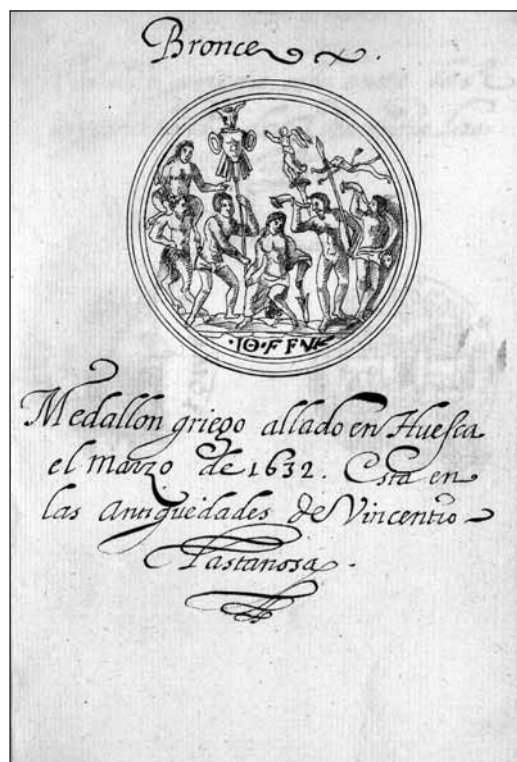 Bronce
·IO·F F
Medallon griego allado en Huesca
el Marzo de 1632. Esta en
las Antiguedades de Vincentio
Lastanosa.